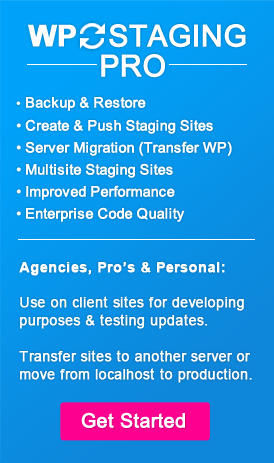 WP STAGING
PRO
• Backup & Restore
• Create & Push Staging Sites
• Server Migration (Transfer WP)
• Multisite Staging Sites
• Improved Performance
• Enterprise Code Quality
Agencies, Pro's & Personal:
Use on client sites for developing
purposes & testing updates.
Transfer sites to another server or
move from localhost to production.
Get Started